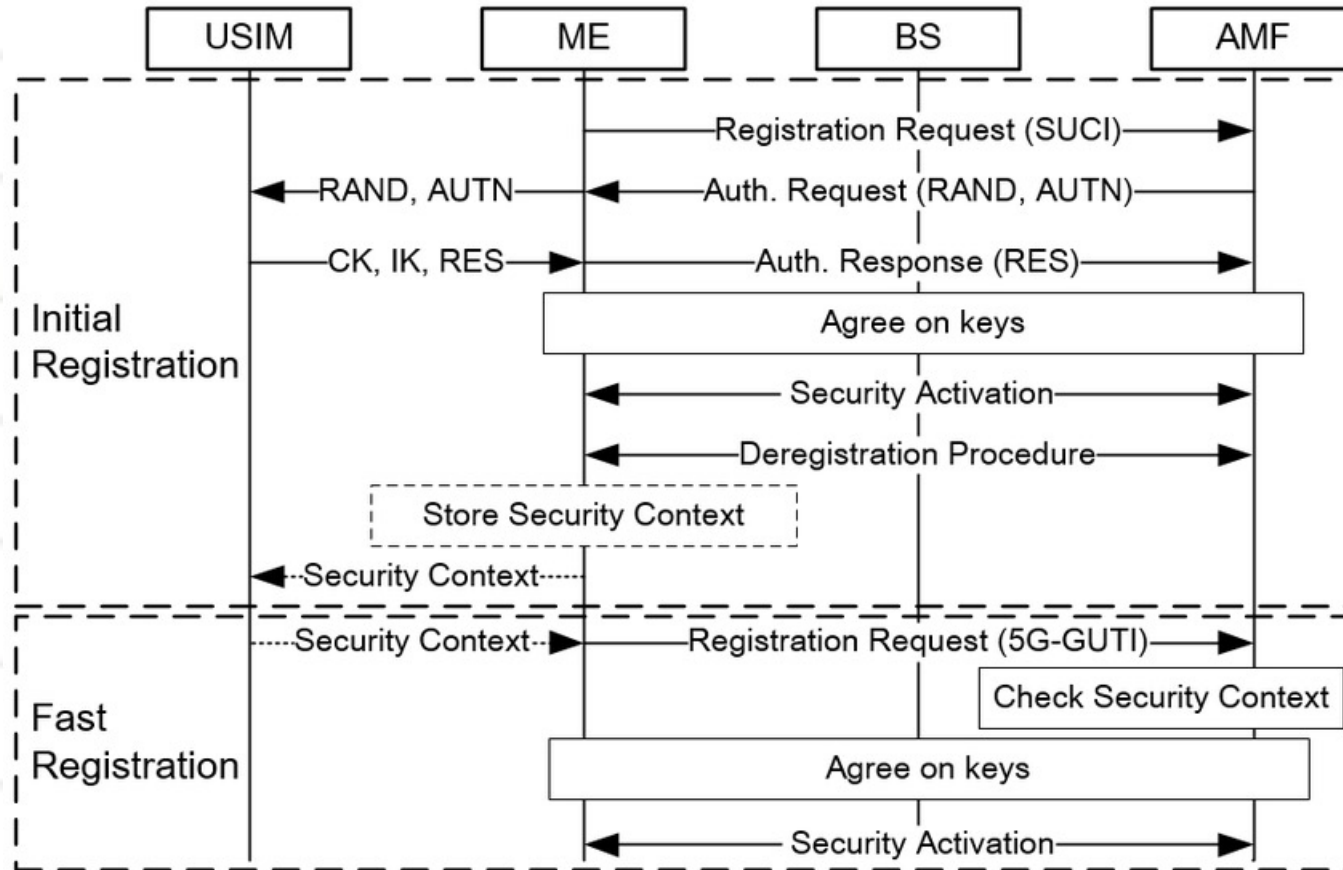 USIM
ME
BS
AMF
Registration Request (SUCI)
RAND, AUTN
Auth. Request (RAND, AUTN)
CK, IK, RES
Auth. Response (RES)
Initial
Registration
Agree on keys
Security Activation
Deregistration Procedure
Store Security Context
Security Context
Security Context
Registration Request (5G-GUTI)
Check Security Context
Fast
Registration
Agree on keys
Security Activation